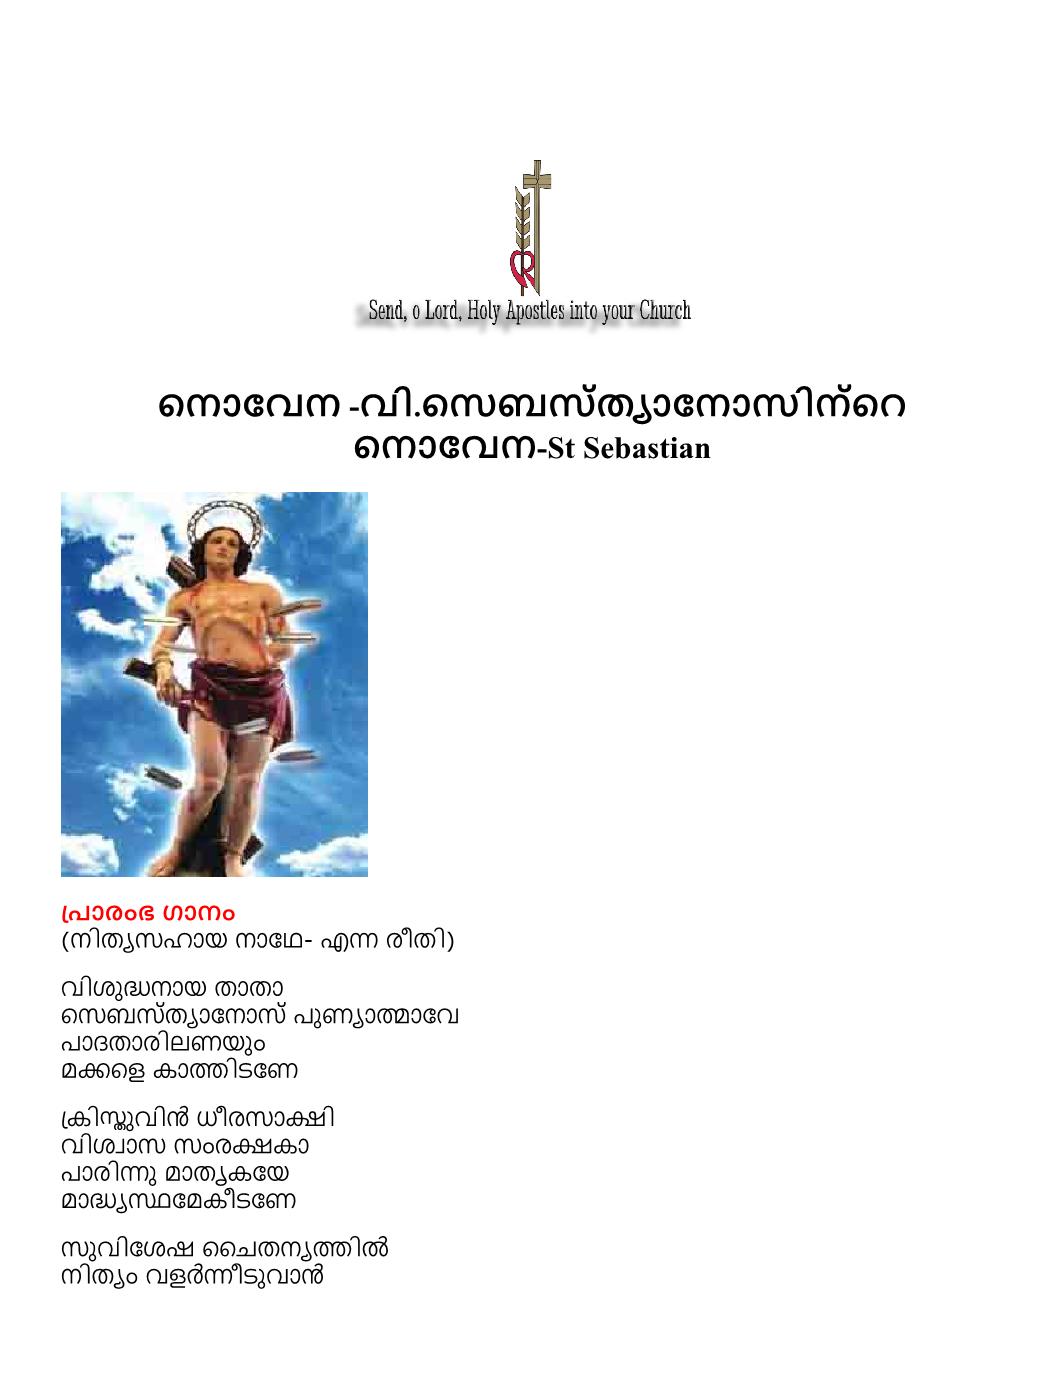 Send, o Lord, Holy Apostles into your Church
നൊവേന -വി.സെബസ്ത്യാനോസിന്റെ
നൊവേന-St Sebastian
പ്രാരംഭ ഗാനം
(നിത്യസഹായ നാഥേ- എന്ന രീതി)
വിശുദ്ധനായ താതാ
സെബസ്ത്യാനോസ് പുണ്യാത്മാവേ
പാദതാരിലണയും
മക്കളെ കാത്തിടണേ
ക്രിസ്തുവിൻ ധീരസാക്ഷി
വിശ്വാസ സംരക്ഷകാ
പാരിന്നു മാതൃകയേ
മാദ്ധ്യസ്ഥമേകീടണേ
സുവിശേഷ ചൈതന്യത്തിൽ
നിത്യം വളർന്നീടുവാൻ